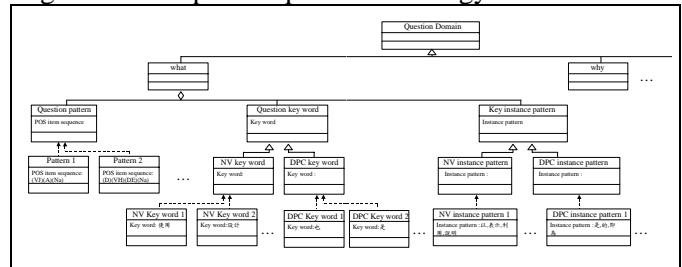 Question Domain
what
why
...
Question pattern
POS item sequence
Question key word
Key word
Key instance pattern
Instance pattern
Pattern 1
POS item sequence:
(VJ)(A)(Na)
Pattern 2
POS item sequence:
(D)(VH)(DE)(Na)
...
NV key word
Key word:
DPC key word
Key word :
NV instance pattern
Instance pattern :
DPC instance pattern
Instance pattern :
NV Key word 1
Key word: 使用
NV Key word 2
Key word:設計
...
DPC Key word 1
Key word:也
DPC Key word 2
Key word:是
...
NV instance pattern 1
Instance pattern :以,表示,利
用,說明
...
DPC instance pattern 1
Instance pattern :是,的,即
為
...